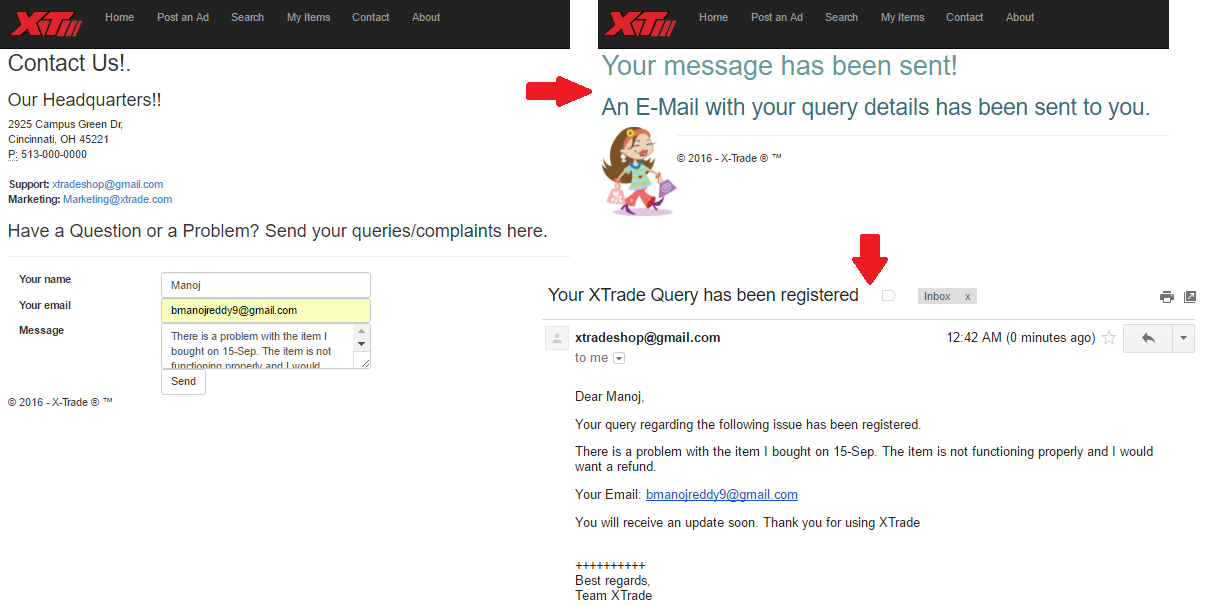 XT
Home Post an Ad Search My Items Contact About
Contact Us!.
Our Headquarters!!
2925 Campus Green Dr,
Cincinnati, OH 45221
P: 513-000-0000
Support: xtradeshop@gmail.com
Marketing: Marketing@xtrade.com
Have a Question or a Problem? Send your queries/complaints here.
Your name Manoj
Your email bmanojreddy9@gmail.com
Message There is a problem with the item I
bought on 15-Sep. The item is not
functioning properly and I would
Send
© 2016 - X-Trade ® ™
XT
Home Post an Ad Search My Items Contact About
Your message has been sent!
An E-Mail with your query details has been sent to you.
© 2016 - X-Trade ® ™
Your XTrade Query has been registered Inbox x
xtradeshop@gmail.com 12:42 AM (0 minutes ago)
to me
Dear Manoj,
Your query regarding the following issue has been registered.
There is a problem with the item I bought on 15-Sep. The item is not functioning properly and I would
want a refund.
Your Email: bmanojreddy9@gmail.com
You will receive an update soon. Thank you for using XTrade
++++++++++
Best regards,
Team XTrade